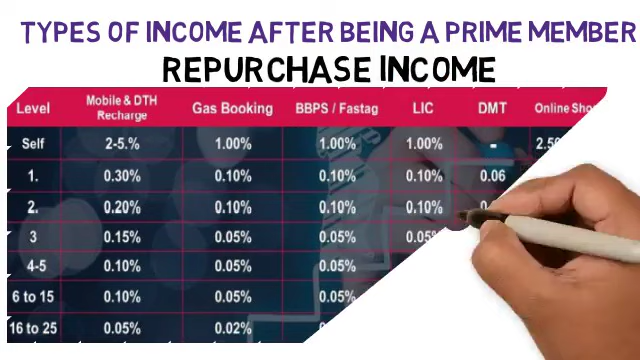 TYPES OF INCOME AFTER BEING A PRIME MEMBER
REPURCHASE INCOME
Level Mobile & DTH Recharge Gas Booking BBPS / Fastag LIC DMT Online
Self 2-5.% 1.00% 1.00% 1.00% -
1. 0.30% 0.10% 0.10% 0.10% 0.06
2. 0.20% 0.10% 0.10% 0.10%
3 0.15% 0.05% 0.05% 0.05%
4-5 0.10% 0.05% 0.05%
6 to 15 0.10% 0.05% 0.05%
16 to 25 0.05% 0.02%